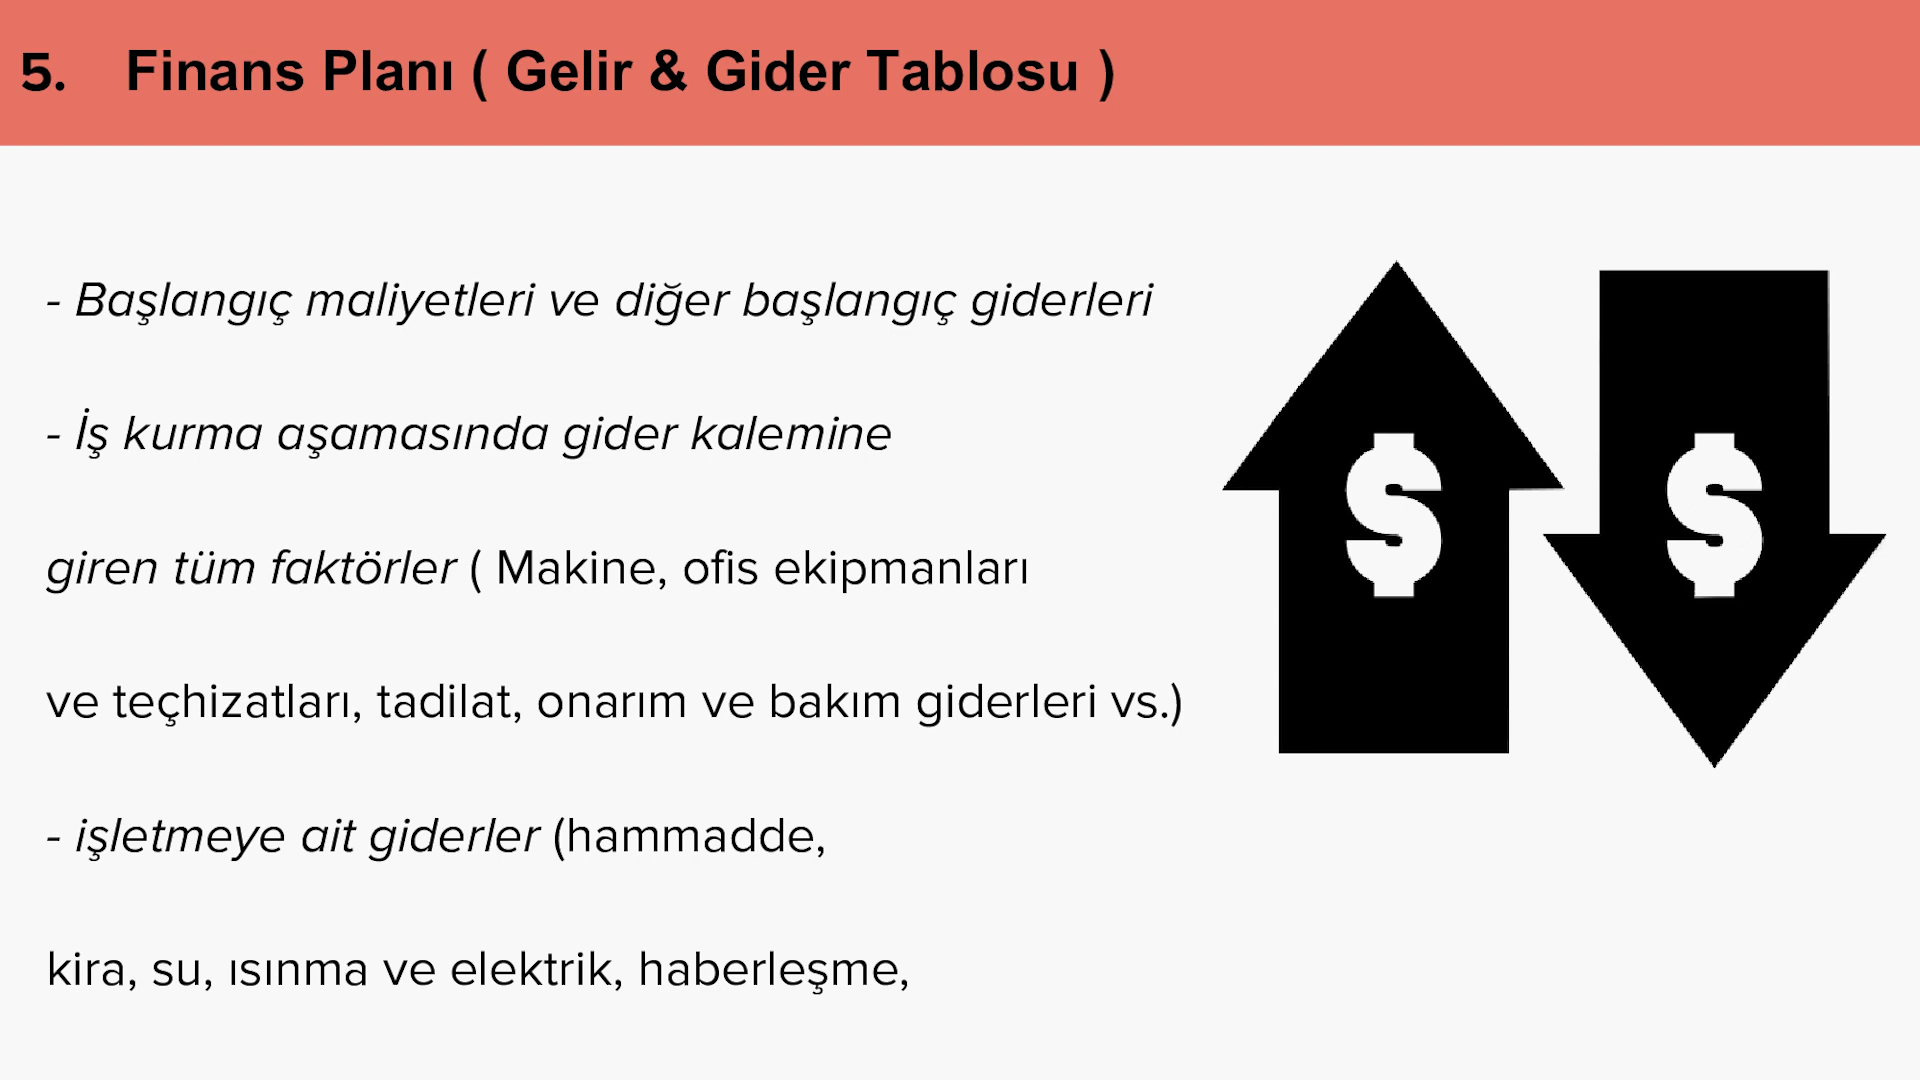 5. Finans Planı ( Gelir & Gider Tablosu )
- Başlangıç maliyetleri ve diğer başlangıç giderleri
- İş kurma aşamasında gider kalemine
giren tüm faktörler ( Makine, ofis ekipmanları
ve teçhizatları, tadilat, onarım ve bakım giderleri vs.)
- işletmeye ait giderler (hammadde,
kira, su, ısınma ve elektrik, haberleşme,
$ $